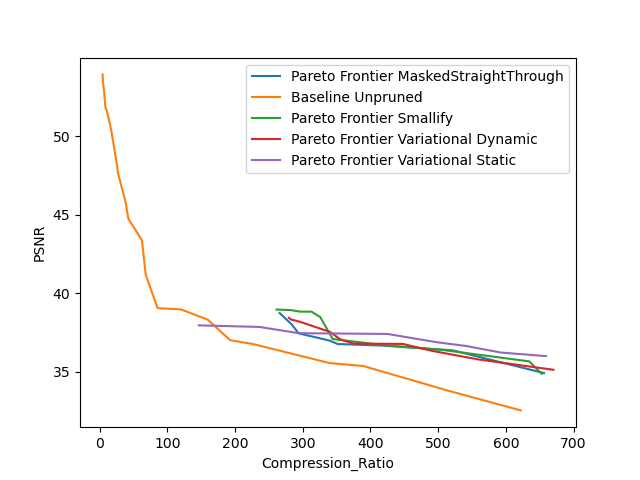 Pareto Frontier MaskedStraightThrough
Baseline Unpruned
Pareto Frontier Smallify
Pareto Frontier Variational Dynamic
Pareto Frontier Variational Static
PSNR
50
45
40
35
0 100 200 300 400 500 600 700
Compression_Ratio